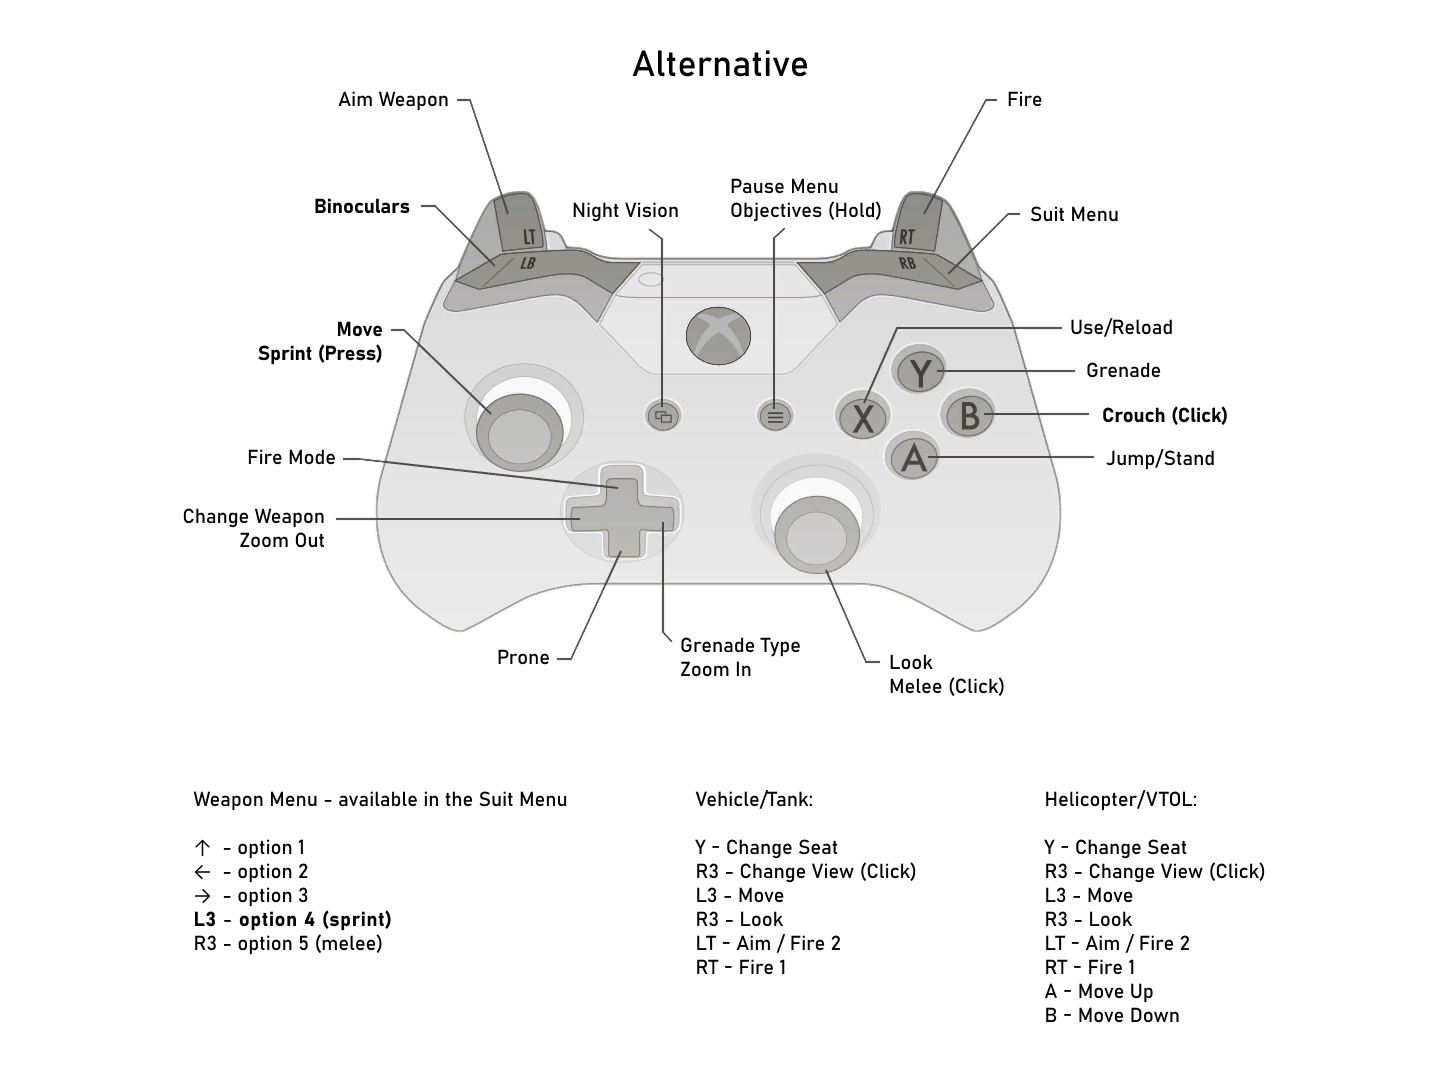 Alternative
Aim Weapon
Fire
Binoculars
Night Vision
Pause Menu
Objectives (Hold)
Suit Menu
LT
LB
RT
RB
Move
Sprint (Press)
Use/Reload
Y
Grenade
X
B
Crouch (Click)
Fire Mode
A
Jump/Stand
Change Weapon
Zoom Out
Prone
Grenade Type
Zoom In
Look
Melee (Click)
Weapon Menu - available in the Suit Menu
↑ - option 1
← - option 2
→ - option 3
L3 - option 4 (sprint)
R3 - option 5 (melee)
Vehicle/Tank:
Y - Change Seat
R3 - Change View (Click)
L3 - Move
R3 - Look
LT - Aim / Fire 2
RT - Fire 1
Helicopter/VTOL:
Y - Change Seat
R3 - Change View (Click)
L3 - Move
R3 - Look
LT - Aim / Fire 2
RT - Fire 1
A - Move Up
B - Move Down